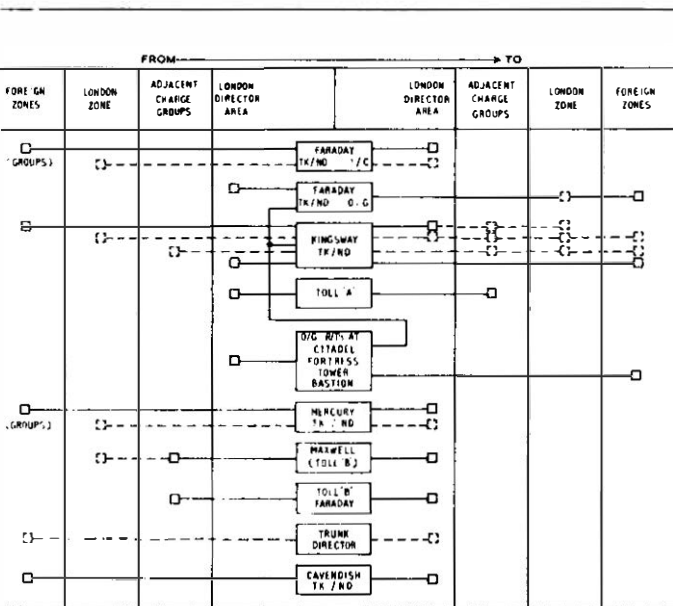 FROM TO
FOREIGN ZONES
LONDON ZONE
ADJACENT CHARGE GROUPS
LONDON DIRECTOR AREA
LONDON DIRECTOR AREA
ADJACENT CHARGE GROUPS
LONDON ZONE
FOREIGN ZONES
FARADAY
TK/ND I/C
(GROUPS)
FARADAY
TK/ND O.G
KINGSWAY
TK/ND
TOLL 'A'
O/G R/Ts AT
CITADEL
FORTRESS
TOWER
BASTION
MERCURY
TK / ND
(GROUPS)
MAXWELL
(TOLL 'B')
TOLL 'B'
FARADAY
TRUNK
DIRECTOR
CAVENDISH
TK / ND